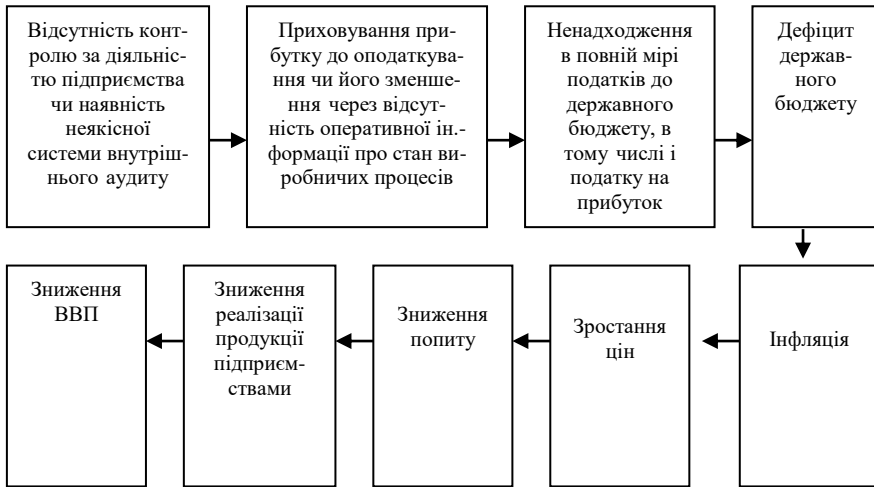 Відсутність конт-
ролю за діяльніс-
тю підприємства
чи наявність
неякісної
системи внутріш-
нього аудиту
Приховування при-
бутку до оподатку-
вання чи його зменше-
ння через відсут-
ність оперативної ін.-
формації про стан ви-
робничих процесів
Ненадходження
в повній мірі
податків до
державного
бюджету, в
тому числі і
податку на
прибуток
Дефіцит
держав-
ного
бюджету
Інфляція
Зростання
цін
Зниження
попиту
Зниження
реалізації
продукції
підприєм-
ствами
Зниження
ВВП